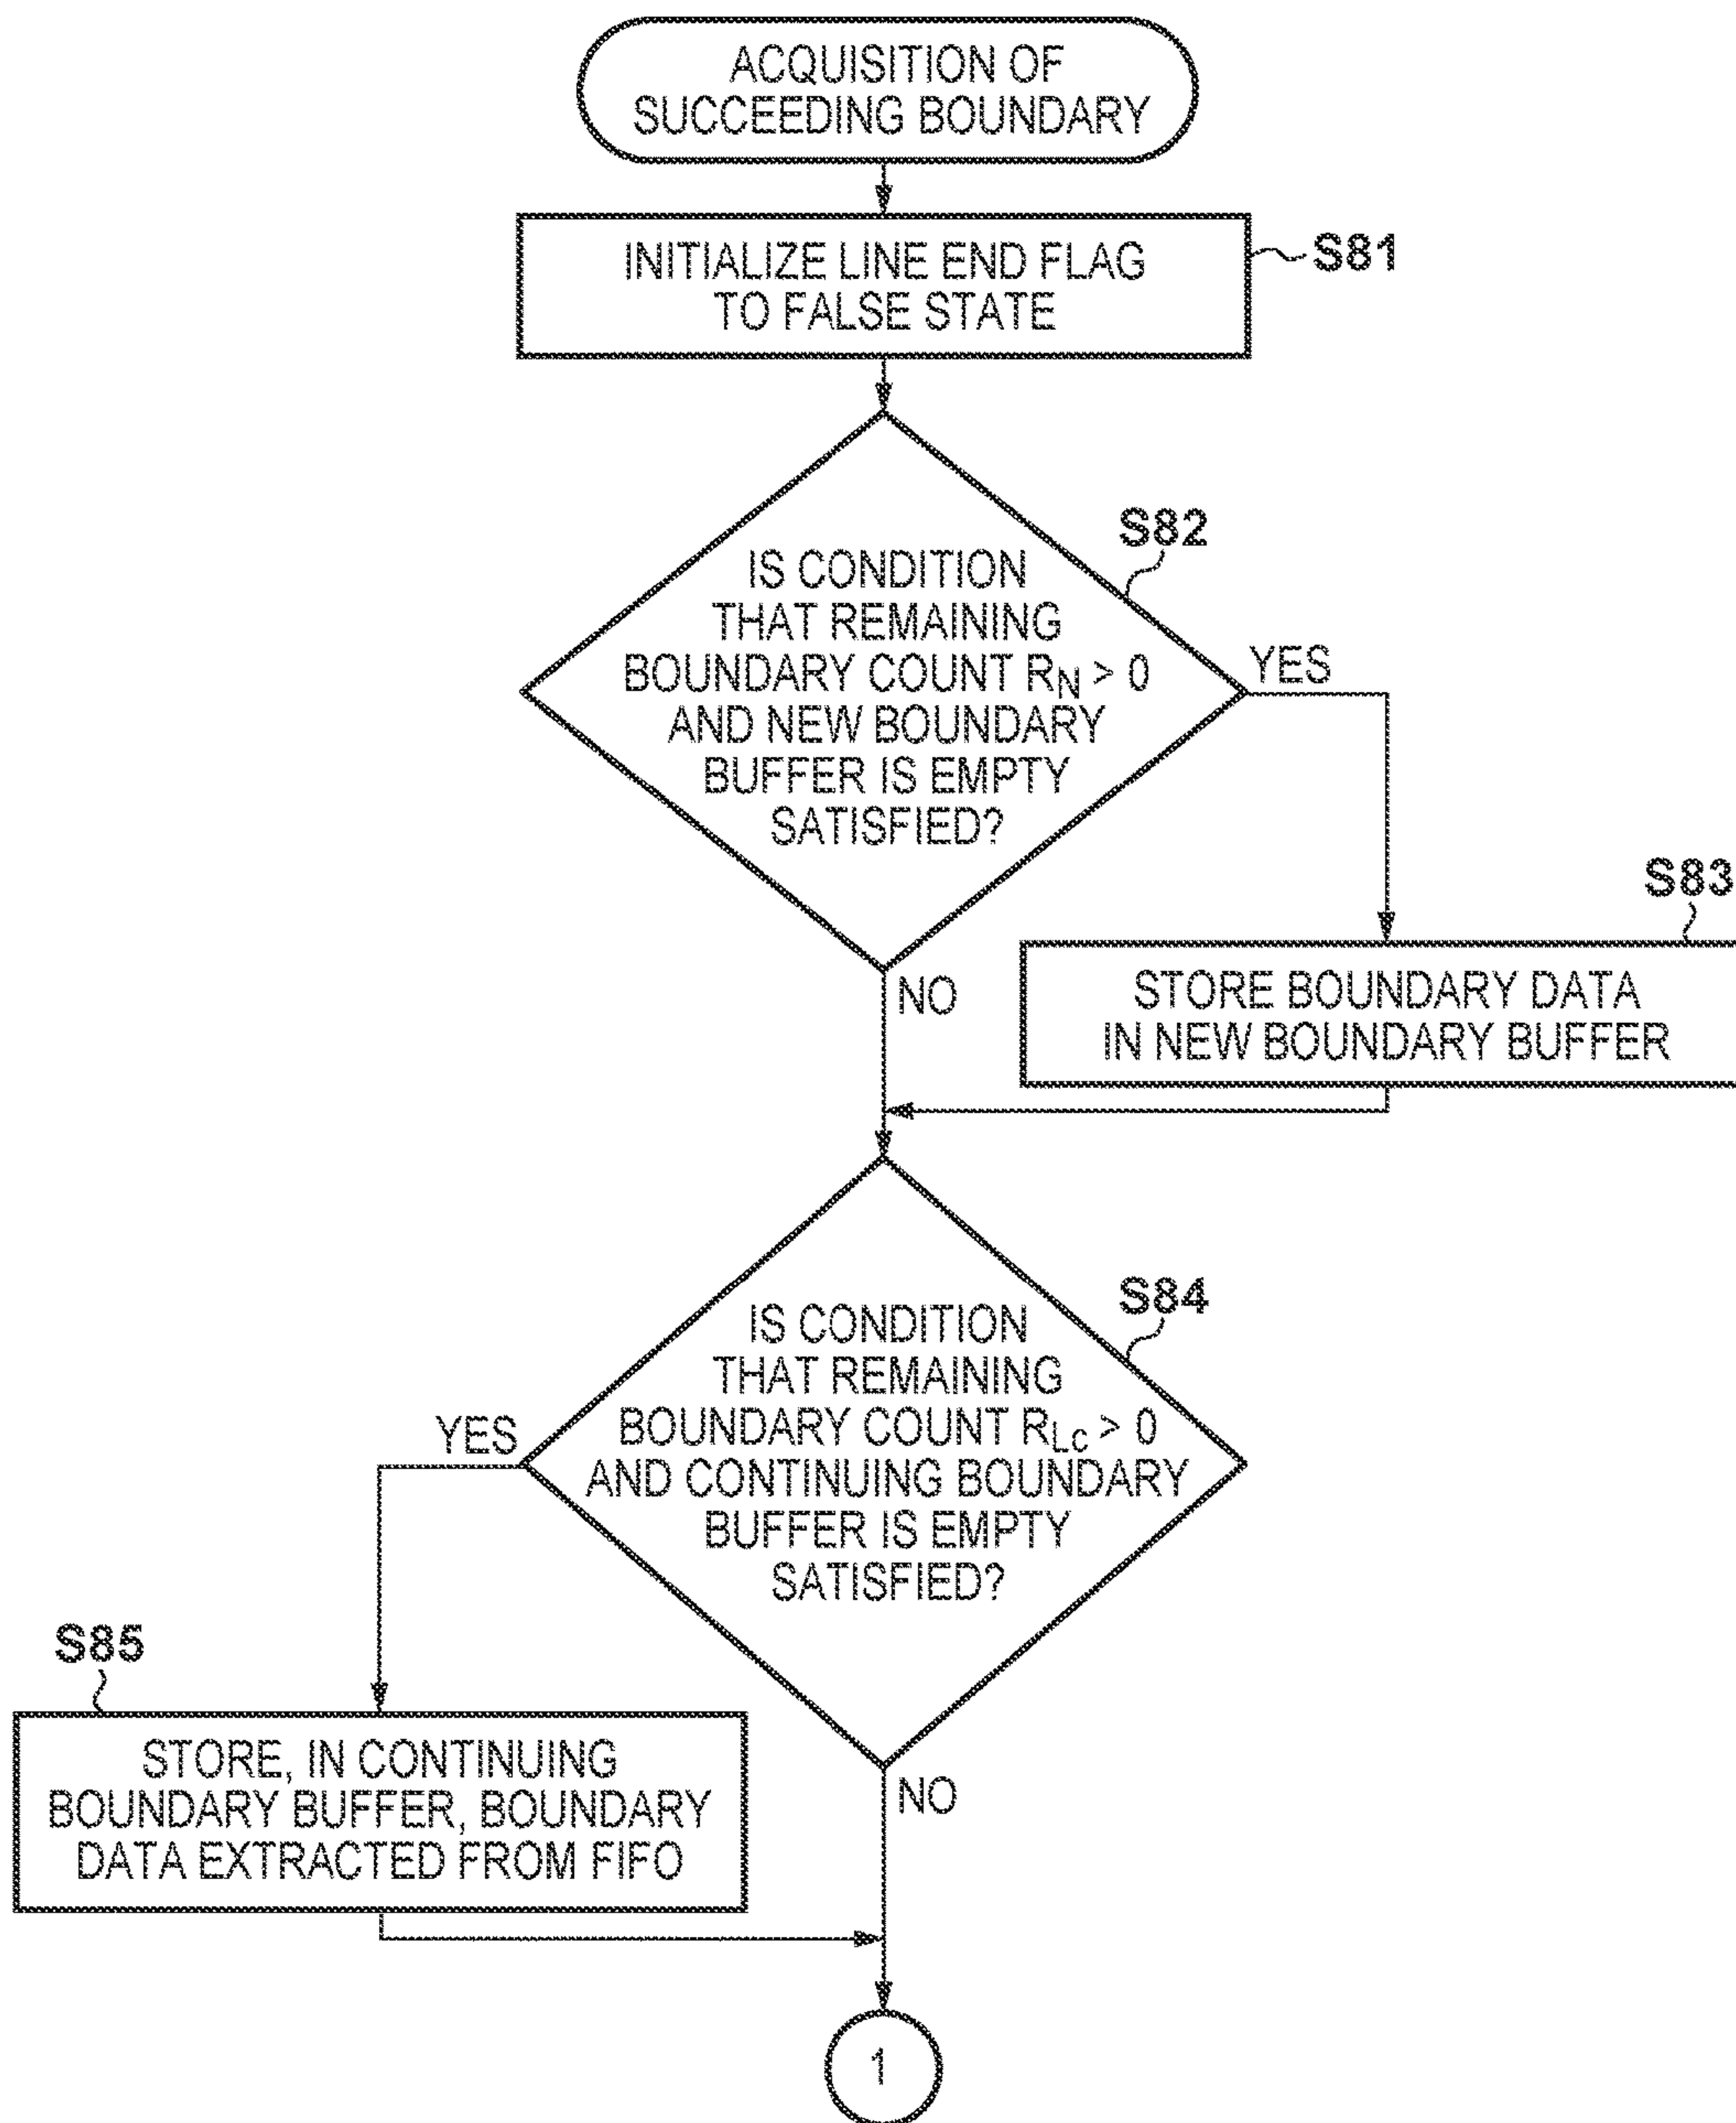 ACQUISITION OF
SUCCEEDING BOUNDARY
INITIALIZE LINE END FLAG
TO FALSE STATE
S81
S82
IS CONDITION
THAT REMAINING
BOUNDARY COUNT RN > 0
AND NEW BOUNDARY
BUFFER IS EMPTY
SATISFIED?
YES
NO
S83
STORE BOUNDARY DATA
IN NEW BOUNDARY BUFFER
S84
IS CONDITION
THAT REMAINING
BOUNDARY COUNT RLc > 0
AND CONTINUING BOUNDARY
BUFFER IS EMPTY
SATISFIED?
YES
NO
S85
STORE, IN CONTINUING
BOUNDARY BUFFER, BOUNDARY
DATA EXTRACTED FROM FIFO
1